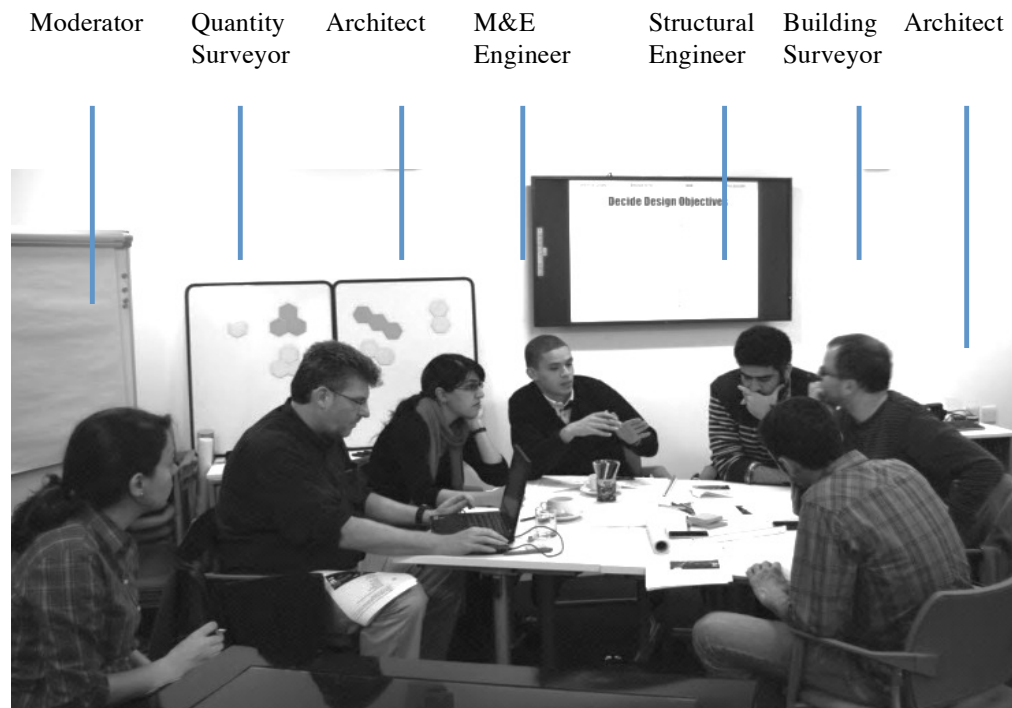 Moderator
Quantity
Surveyor
Architect
M&E
Engineer
Structural
Engineer
Building
Surveyor
Architect
Decide Design Objectives